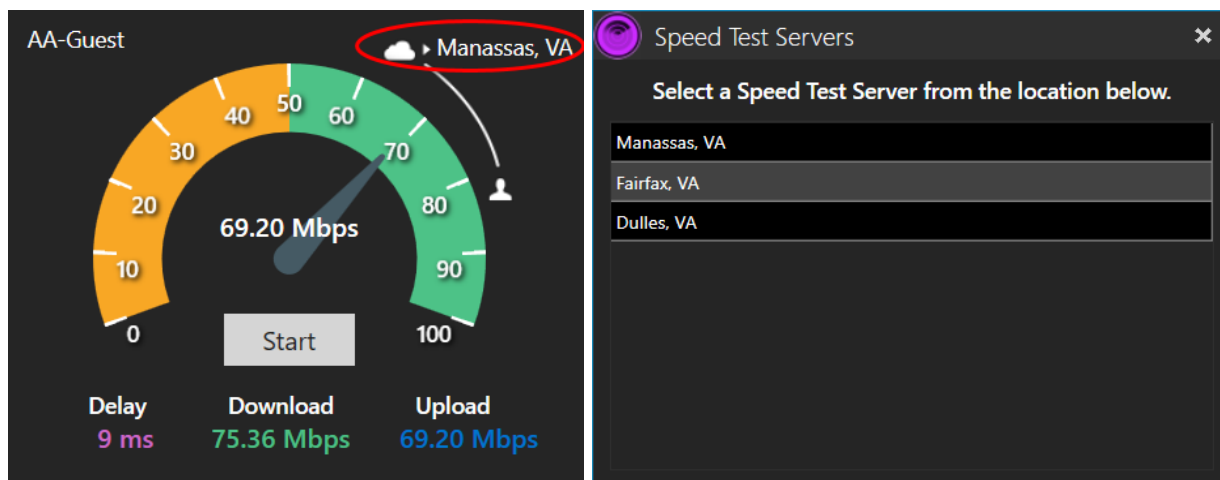 AA-Guest
Manassas, VA
50
40
60
30
70
20
80
69.20 Mbps
10
90
0
100
Start
Delay Download Upload
9 ms 75.36 Mbps 69.20 Mbps
Speed Test Servers
Select a Speed Test Server from the location below.
Manassas, VA
Fairfax, VA
Dulles, VA